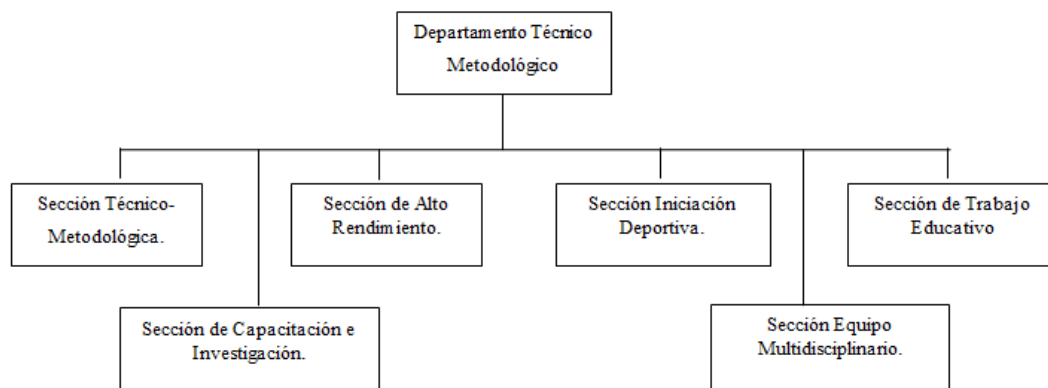 Departamento Técnico
Metodológico
Sección Técnico-
Metodológica.
Sección de Alto
Rendimiento.
Sección Iniciación
Deportiva.
Sección de Trabajo
Educativo
Sección de Capacitación e
Investigación.
Sección Equipo
Multidisciplinario.